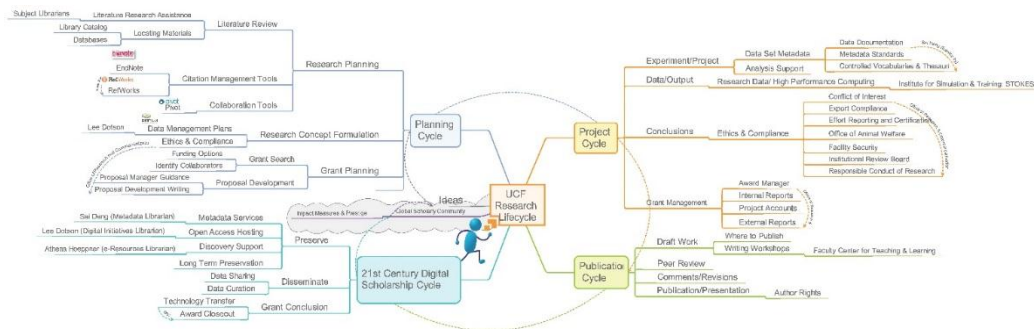 Subject Librarians
Literature Research Assistance
Library Catalog
Locating Materials
Databases
Literature Review
EndNote
RefWorks
RefWorks
Citation Management Tools
Pivot
Collaboration Tools
Research Planning
Lee Dotson
Data Management Plans
Ethics & Compliance
Research Concept Formulation
Funding Options
Identify Collaborators
Grant Search
Proposal Manager Guidance
Proposal Development Writing
Proposal Development
Grant Planning
Planning
Cycle
Ideas
Impact Measures & Prestige
Global Scholarly Community
UCF
Research
Lifecycle
Sai Deng (Metadata Librarian)
Metadata Services
Lee Dotson (Digital Initiatives Librarian)
Open Access Hosting
Athena Hoeppner (e-Resources Librarian)
Discovery Support
Long Term Preservation
Preserve
Data Sharing
Data Curation
Disseminate
Technology Transfer
Award Closeout
Grant Conclusion
21st Century Digital
Scholarship Cycle
Project
Cycle
Experiment/Project
Data Set Metadata
Data Documentation
Metadata Standards
Controlled Vocabularies & Thesauri
Analysis Support
Data/Output
Research Data/ High Performance Computing
Institute for Simulation & Training: STOKES
Conclusions
Ethics & Compliance
Conflict of Interest
Export Compliance
Effort Reporting and Certification
Office of Animal Welfare
Facility Security
Institutional Review Board
Responsible Conduct of Research
Grant Management
Award Manager
Internal Reports
Project Accounts
External Reports
Publication
Cycle
Draft Work
Where to Publish
Writing Workshops
Faculty Center for Teaching & Learning
Peer Review
Comments/Revisions
Publication/Presentation
Author Rights